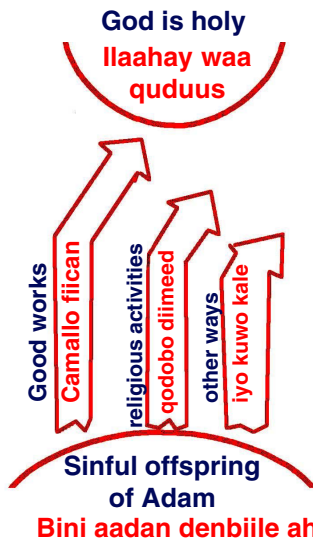 God is holy
Ilaahay waa
quduus
Good works
Camallo fiican
religious activities
qodobo diimeed
other ways
iyo kuwo kale
Sinful offspring
of Adam
Bini aadan denbiile ah